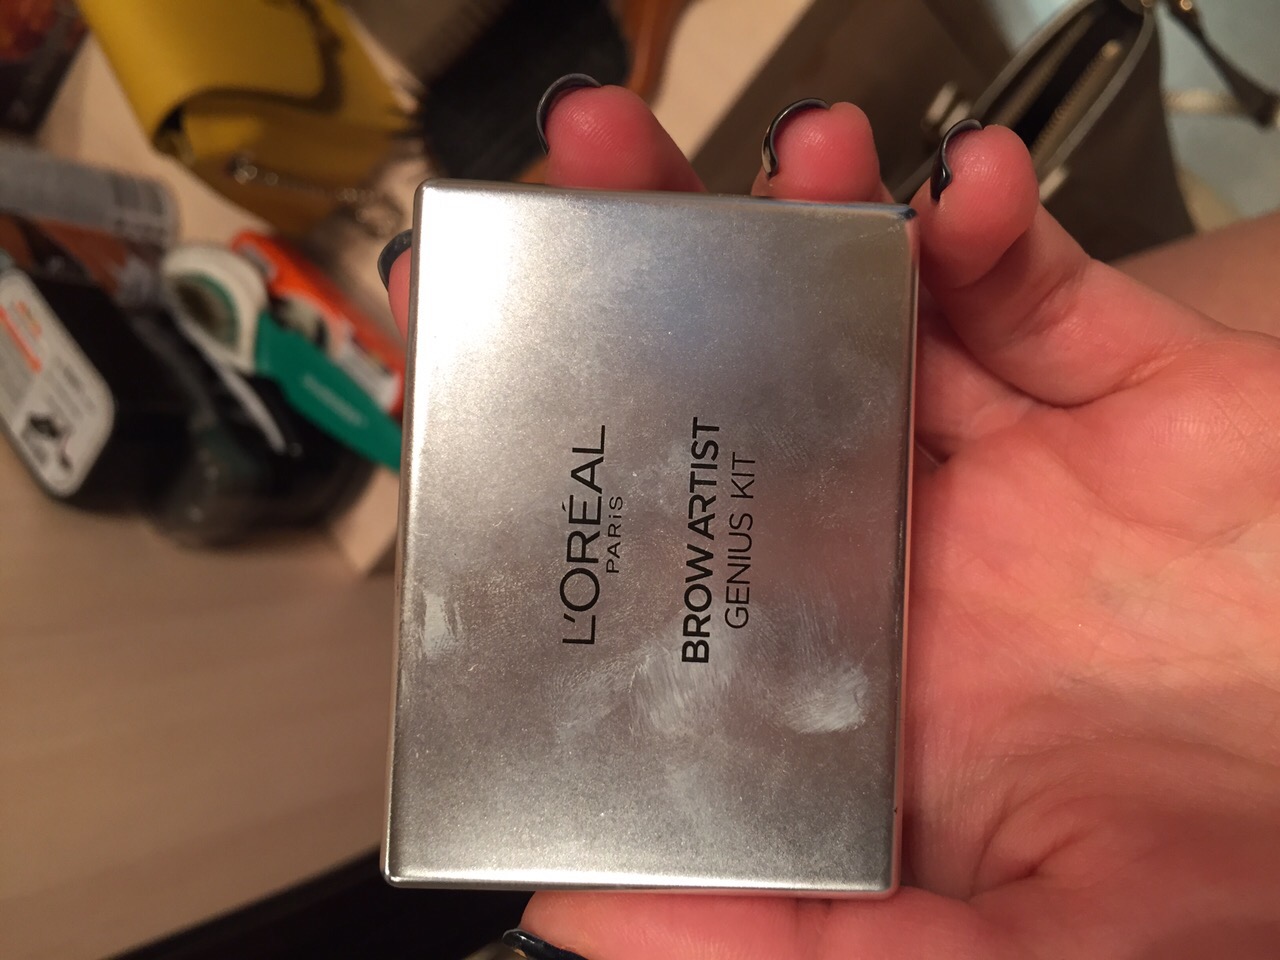 L'ORÉAL
PARiS
BROW ARTIST
GENIUS KIT